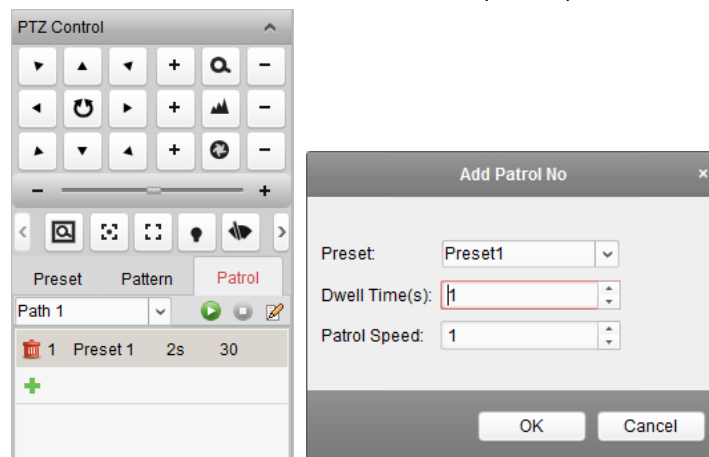 PTZ Control
Preset Pattern Patrol
Path 1
1 Preset 1 2s 30
Add Patrol No
Preset: Preset1
Dwell Time(s): 1
Patrol Speed: 1
OK Cancel